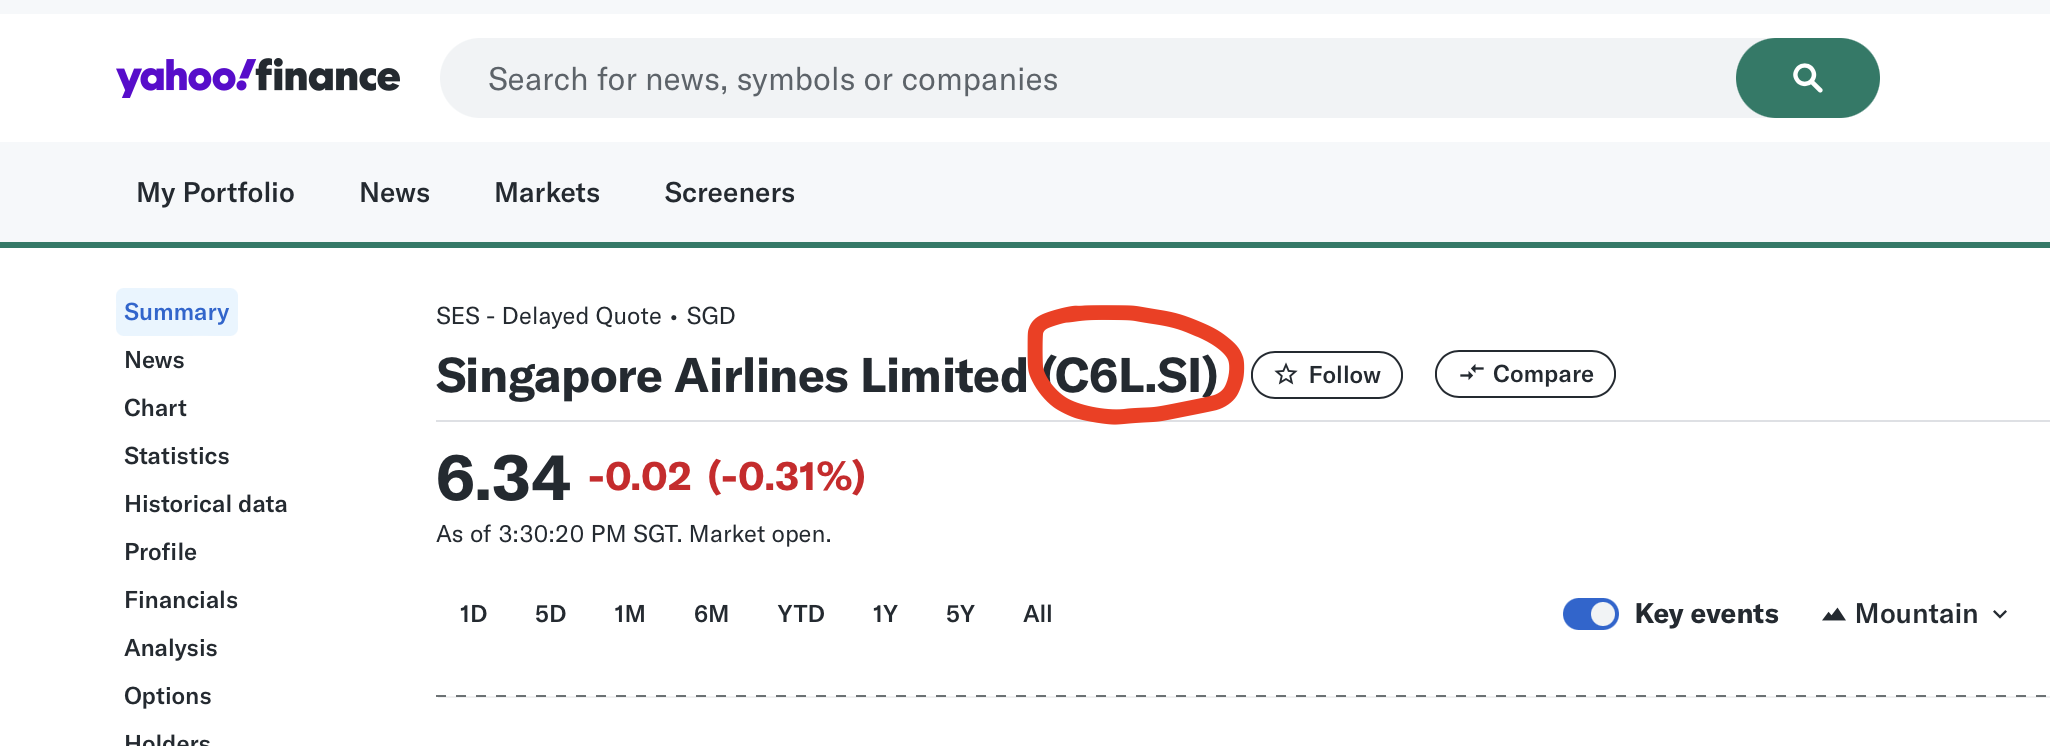 yahoo!finance
Search for news, symbols or companies
My Portfolio News Markets Screeners
Summary
News
Chart
Statistics
Historical data
Profile
Financials
Analysis
Options
Holders
SES - Delayed Quote • SGD
Singapore Airlines Limited (C6L.SI)
Follow
Compare
6.34 -0.02 (-0.31%)
As of 3:30:20 PM SGT. Market open.
1D 5D 1M 6M YTD 1Y 5Y All
Key events
Mountain